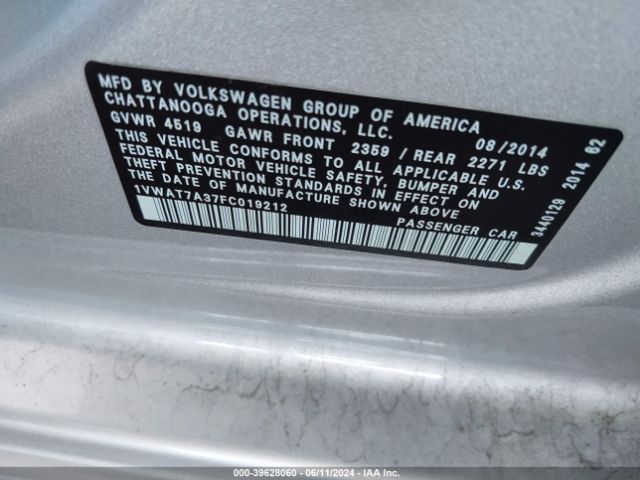 MFD BY VOLKSWAGEN GROUP OF AMERICA
CHATTANOOGA OPERATIONS, LLC. 08/2014
GVWR 4519 GAWR FRONT 2359 / REAR 2271 LBS
THIS VEHICLE CONFORMS TO ALL APPLICABLE U.S.
FEDERAL MOTOR VEHICLE SAFETY, BUMPER AND
THEFT PREVENTION STANDARDS IN EFFECT ON
THE DATE OF MANUFACTURE SHOWN ABOVE
1VWAT7A37FC019212 PASSENGER CAR
3440129 2014 62
000-39628060 - 06/11/2024 - IAA Inc.